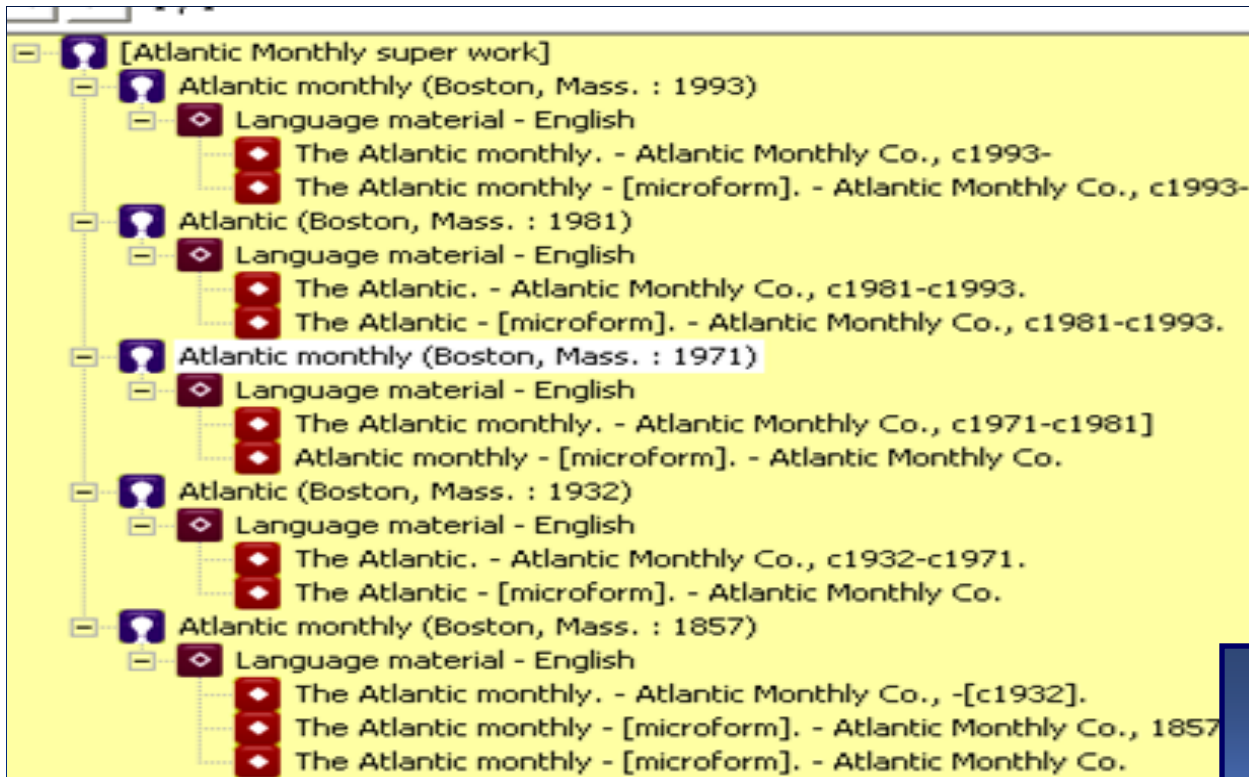 [Atlantic Monthly super work]
Atlantic monthly (Boston, Mass. : 1993)
Language material - English
The Atlantic monthly. - Atlantic Monthly Co., c1993-
The Atlantic monthly - [microform]. - Atlantic Monthly Co., c1993-
Atlantic (Boston, Mass. : 1981)
Language material - English
The Atlantic. - Atlantic Monthly Co., c1981-c1993.
The Atlantic - [microform]. - Atlantic Monthly Co., c1981-c1993.
Atlantic monthly (Boston, Mass. : 1971)
Language material - English
The Atlantic monthly. - Atlantic Monthly Co., c1971-c1981]
Atlantic monthly - [microform]. - Atlantic Monthly Co.
Atlantic (Boston, Mass. : 1932)
Language material - English
The Atlantic. - Atlantic Monthly Co., c1932-c1971.
The Atlantic - [microform]. - Atlantic Monthly Co.
Atlantic monthly (Boston, Mass. : 1857)
Language material - English
The Atlantic monthly. - Atlantic Monthly Co., -[c1932].
The Atlantic monthly - [microform]. - Atlantic Monthly Co., 1857
The Atlantic monthly - [microform]. - Atlantic Monthly Co.